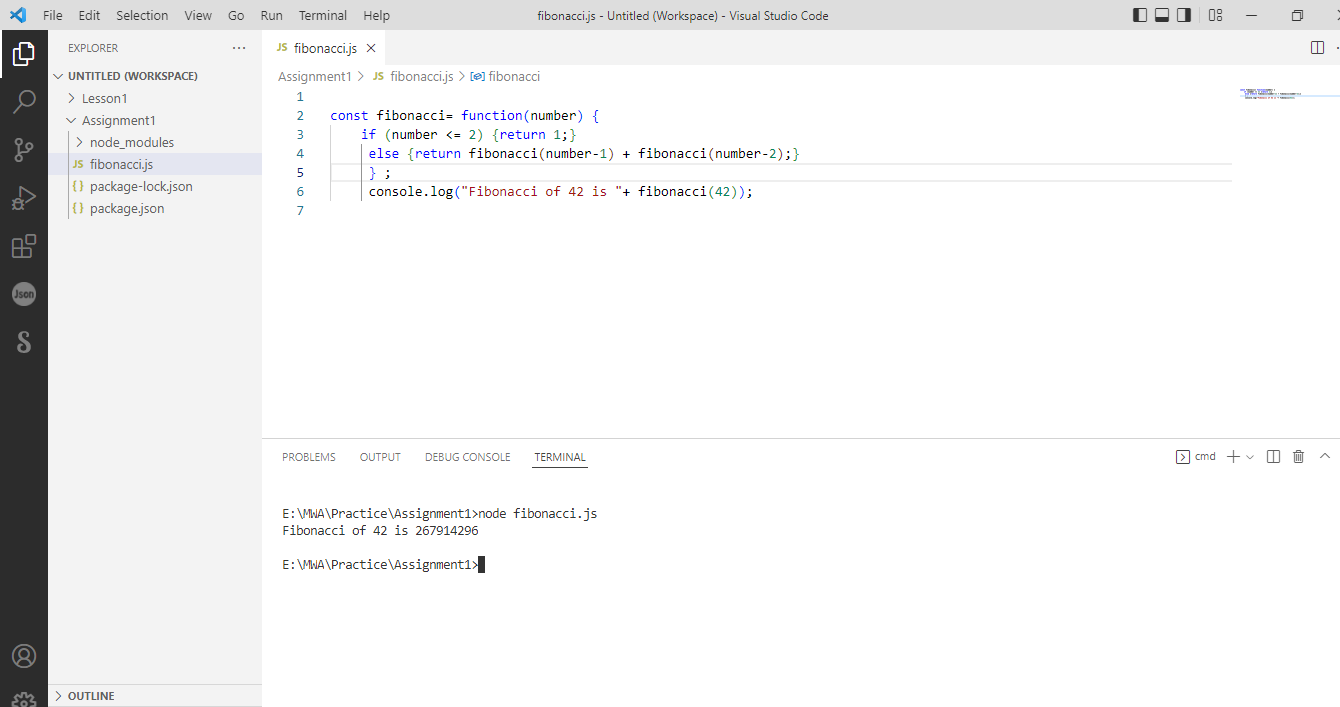 File Edit Selection View Go Run Terminal Help fibonacci.js - Untitled (Workspace) - Visual Studio Code
EXPLORER ···
JS fibonacci.js
UNTITLED (WORKSPACE)
Lesson1
Assignment1
node_modules
JS fibonacci.js
{} package-lock.json
{} package.json
Json
S
OUTLINE
Assignment1 > JS fibonacci.js > fibonacci
1
2 const fibonacci= function(number) {
3 if (number <= 2) {return 1;}
4 else {return fibonacci(number-1) + fibonacci(number-2);}
5 } ;
6 console.log("Fibonacci of 42 is "+ fibonacci(42));
7
PROBLEMS OUTPUT DEBUG CONSOLE TERMINAL cmd
E:\MWA\Practice\Assignment1>node fibonacci.js
Fibonacci of 42 is 267914296
E:\MWA\Practice\Assignment1>